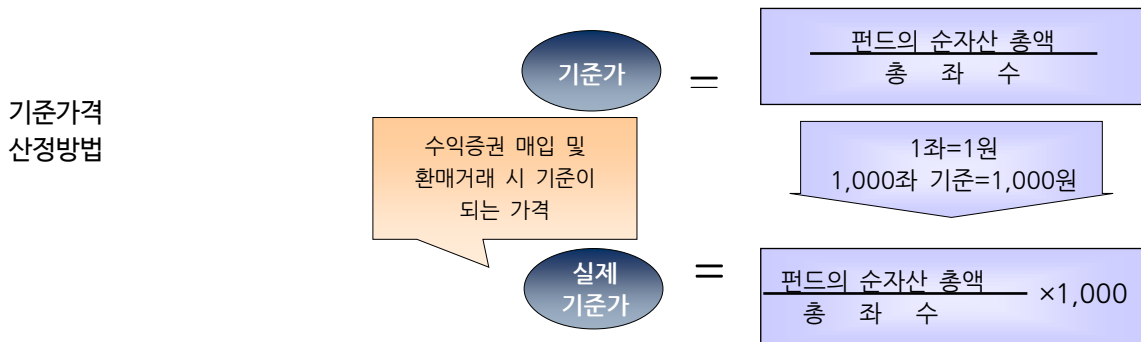 기준가격
산정방법
기준가
=
펀드의 순자산 총액
총 좌 수
수익증권 매입 및
환매거래 시 기준이
되는 가격
1좌=1원
1,000좌 기준=1,000원
실제
기준가
=
펀드의 순자산 총액
총 좌 수
×1,000